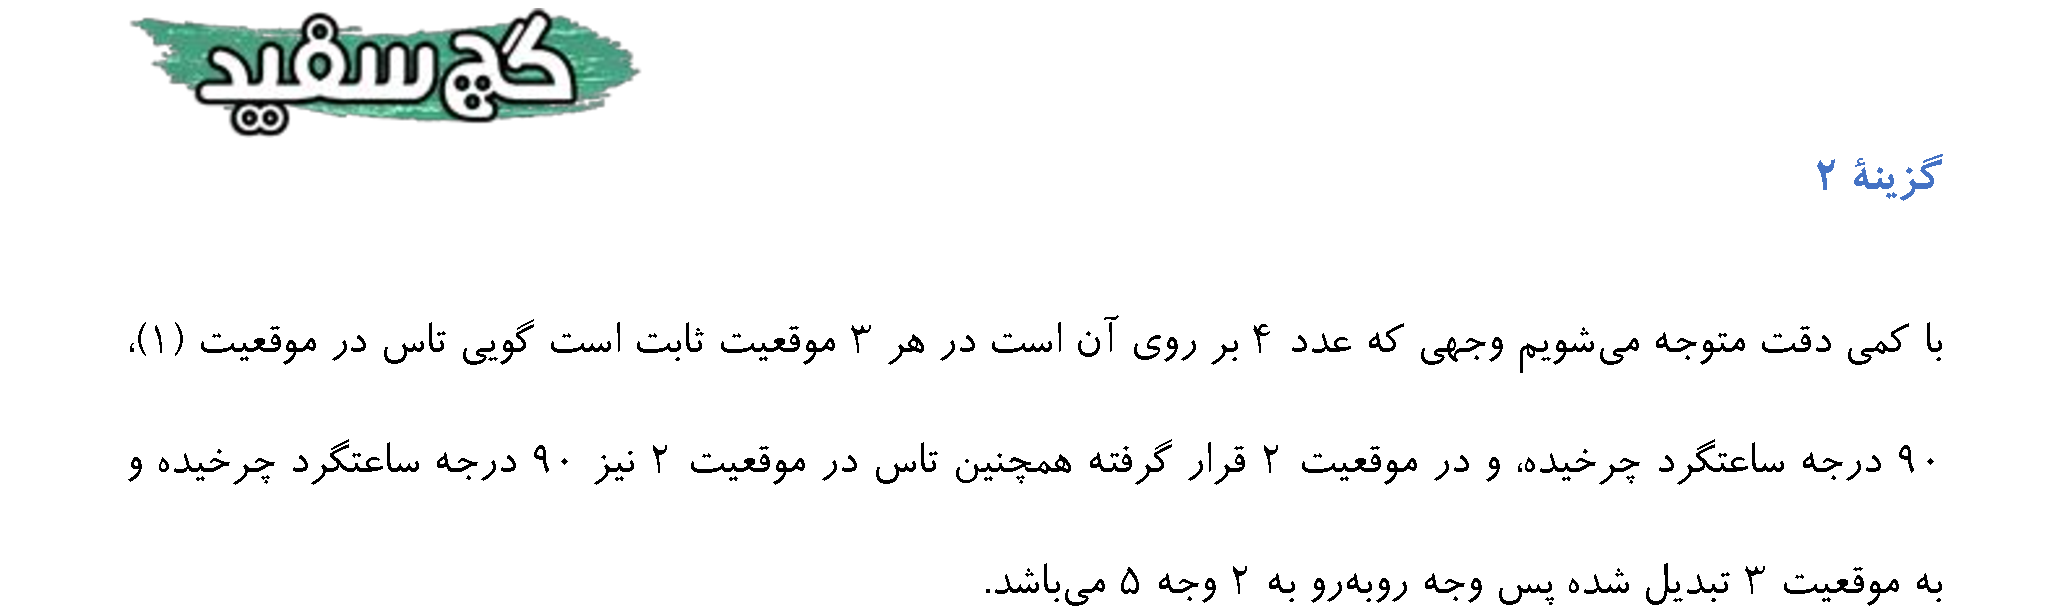 گچ سفید
گزینهٔ ۲
با کمی دقت متوجه می‌شویم وجهی که عدد ۴ بر روی آن است در هر ۳ موقعیت ثابت است گویی تاس در موقعیت (۱)،
۹۰ درجه ساعتگرد چرخیده، و در موقعیت ۲ قرار گرفته همچنین تاس در موقعیت ۲ نیز ۹۰ درجه ساعتگرد چرخیده و
به موقعیت ۳ تبدیل شده پس وجه روبه‌رو به ۲ وجه ۵ می‌باشد.